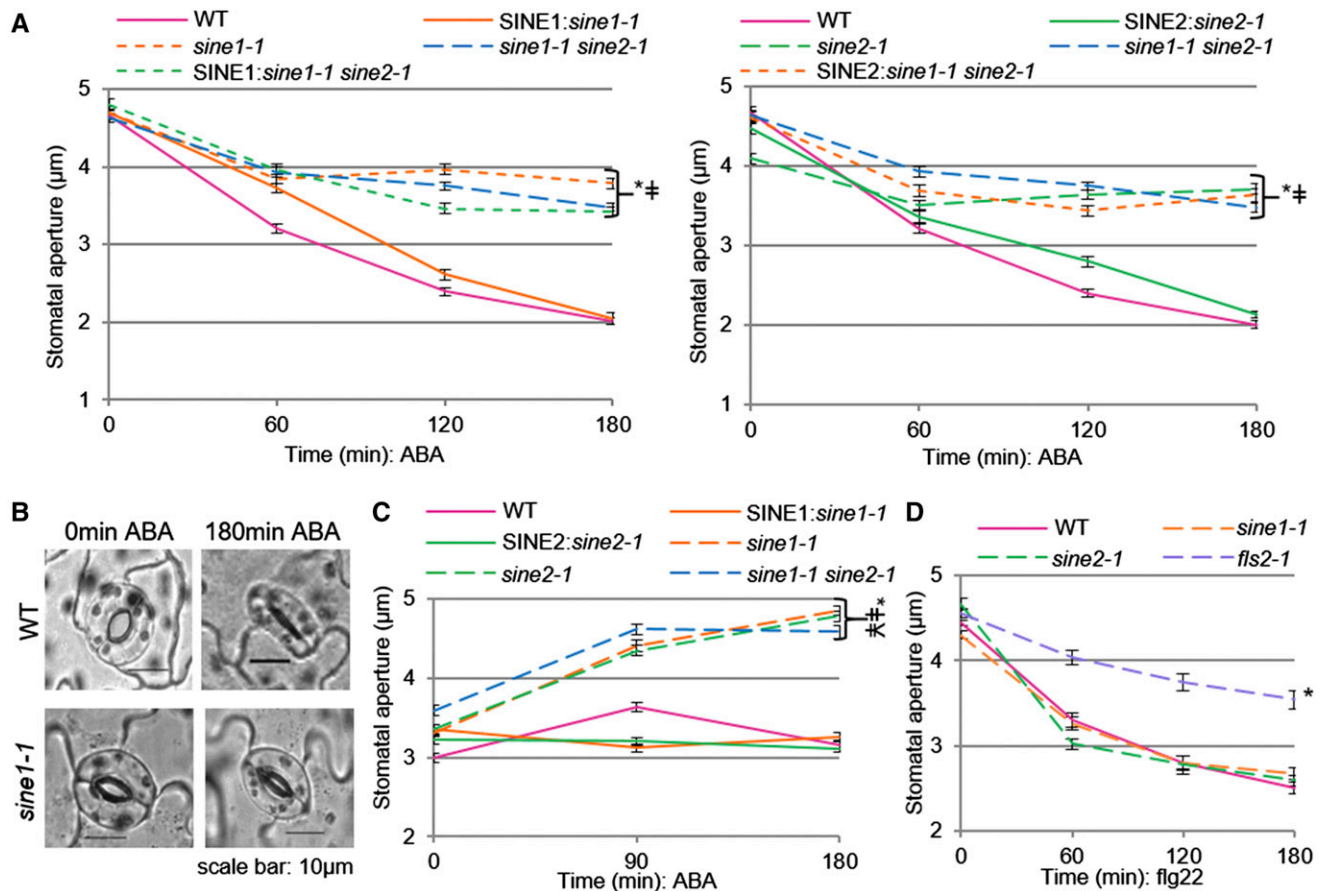 A
WT
SINE1:sine1-1
sine1-1
sine1-1 sine2-1
SINE1:sine1-1 sine2-1
Stomatal aperture (μm)
5
4
3
2
1
*ǂ
0
60
120
180
Time (min): ABA
WT
SINE2:sine2-1
sine2-1
sine1-1 sine2-1
SINE2:sine1-1 sine2-1
Stomatal aperture (μm)
5
4
3
2
1
*ǂ
0
60
120
180
Time (min): ABA
B
0min ABA
180min ABA
WT
sine1-1
scale bar: 10μm
C
WT
SINE1:sine1-1
SINE2:sine2-1
sine1-1
sine2-1
sine1-1 sine2-1
Stomatal aperture (μm)
5
4
3
2
ǂ*
0
90
180
Time (min): ABA
D
WT
sine1-1
sine2-1
fls2-1
Stomatal aperture (μm)
5
4
3
2
*
0
60
120
180
Time (min): flg22